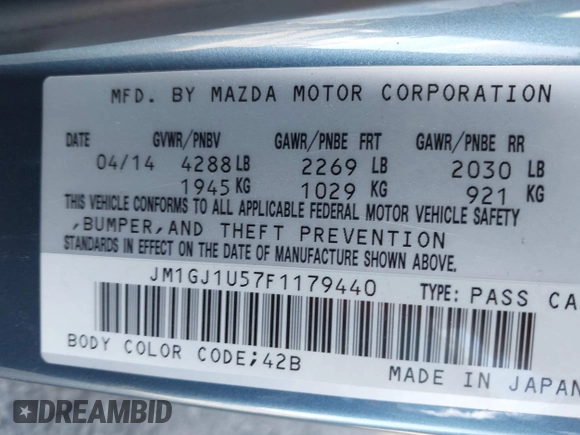 MFD. BY MAZDA MOTOR CORPORATION
DATE GVWR/PNBV GAWR/PNBE FRT GAWR/PNBE RR
04/14 4288 LB 2269 LB 2030 LB
1945 KG 1029 KG 921 KG
THIS VEHICLE CONFORMS TO ALL APPLICABLE FEDERAL MOTOR VEHICLE SAFETY
,BUMPER,AND THEFT PREVENTION
STANDARDS IN EFFECT ON THE DATE OF MANUFACTURE SHOWN ABOVE.
JM1GJ1U57F1179440 TYPE: PASS CA
BODY COLOR CODE;42B MADE IN JAPAN
DREAMBID